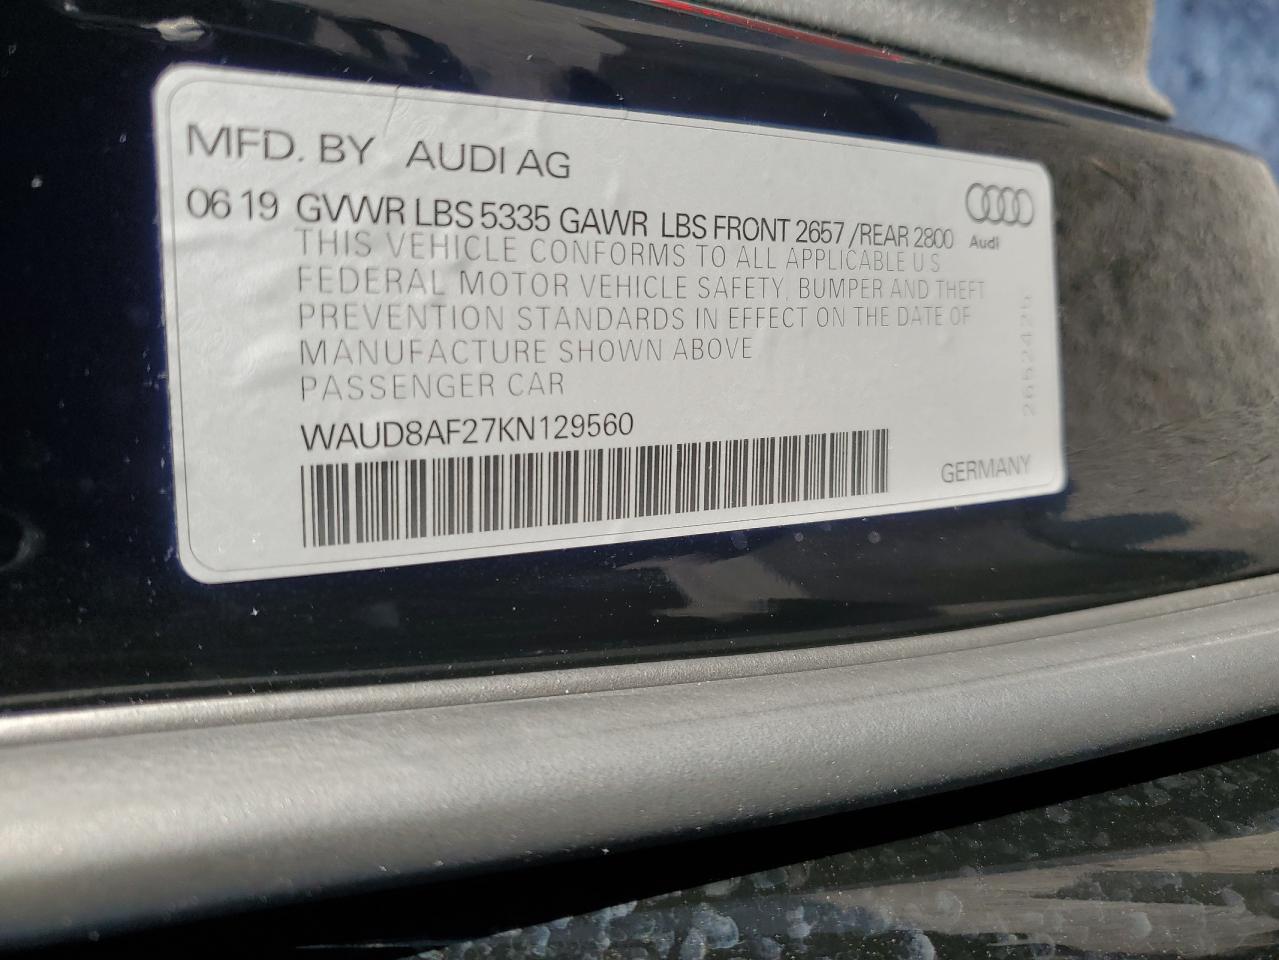 MFD. BY AUDI AG
06 19 GVWR LBS 5335 GAWR LBS FRONT 2657 /REAR 2800
Audi
THIS VEHICLE CONFORMS TO ALL APPLICABLE U S
FEDERAL MOTOR VEHICLE SAFETY, BUMPER AND THEFT
PREVENTION STANDARDS IN EFFECT ON THE DATE OF
MANUFACTURE SHOWN ABOVE
PASSENGER CAR
WAUD8AF27KN129560
GERMANY